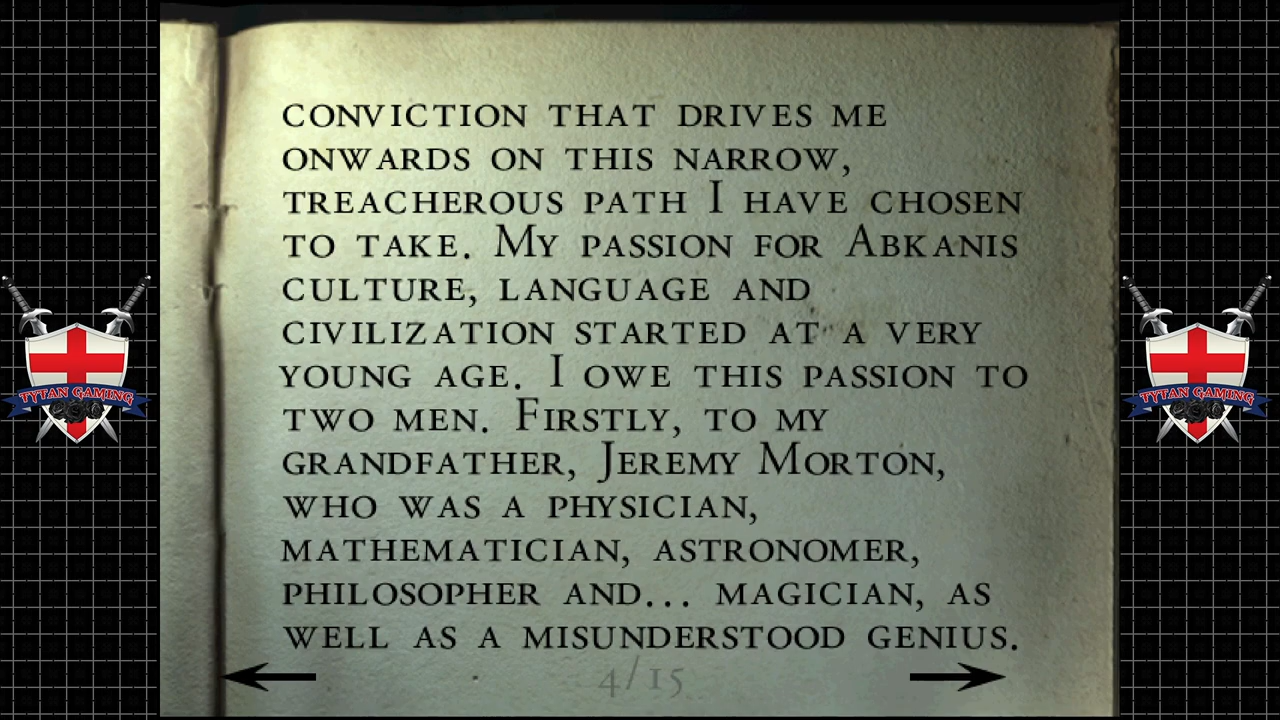 CONVICTION THAT DRIVES ME
ONWARDS ON THIS NARROW,
TREACHEROUS PATH I HAVE CHOSEN
TO TAKE. MY PASSION FOR ABKANIS
CULTURE, LANGUAGE AND
CIVILIZATION STARTED AT A VERY
YOUNG AGE. I OWE THIS PASSION TO
TWO MEN. FIRSTLY, TO MY
GRANDFATHER, JEREMY MORTON,
WHO WAS A PHYSICIAN,
MATHEMATICIAN, ASTRONOMER,
PHILOSOPHER AND... MAGICIAN, AS
WELL AS A MISUNDERSTOOD GENIUS.
4/15
TYTAN GAMING
TYTAN GAMING